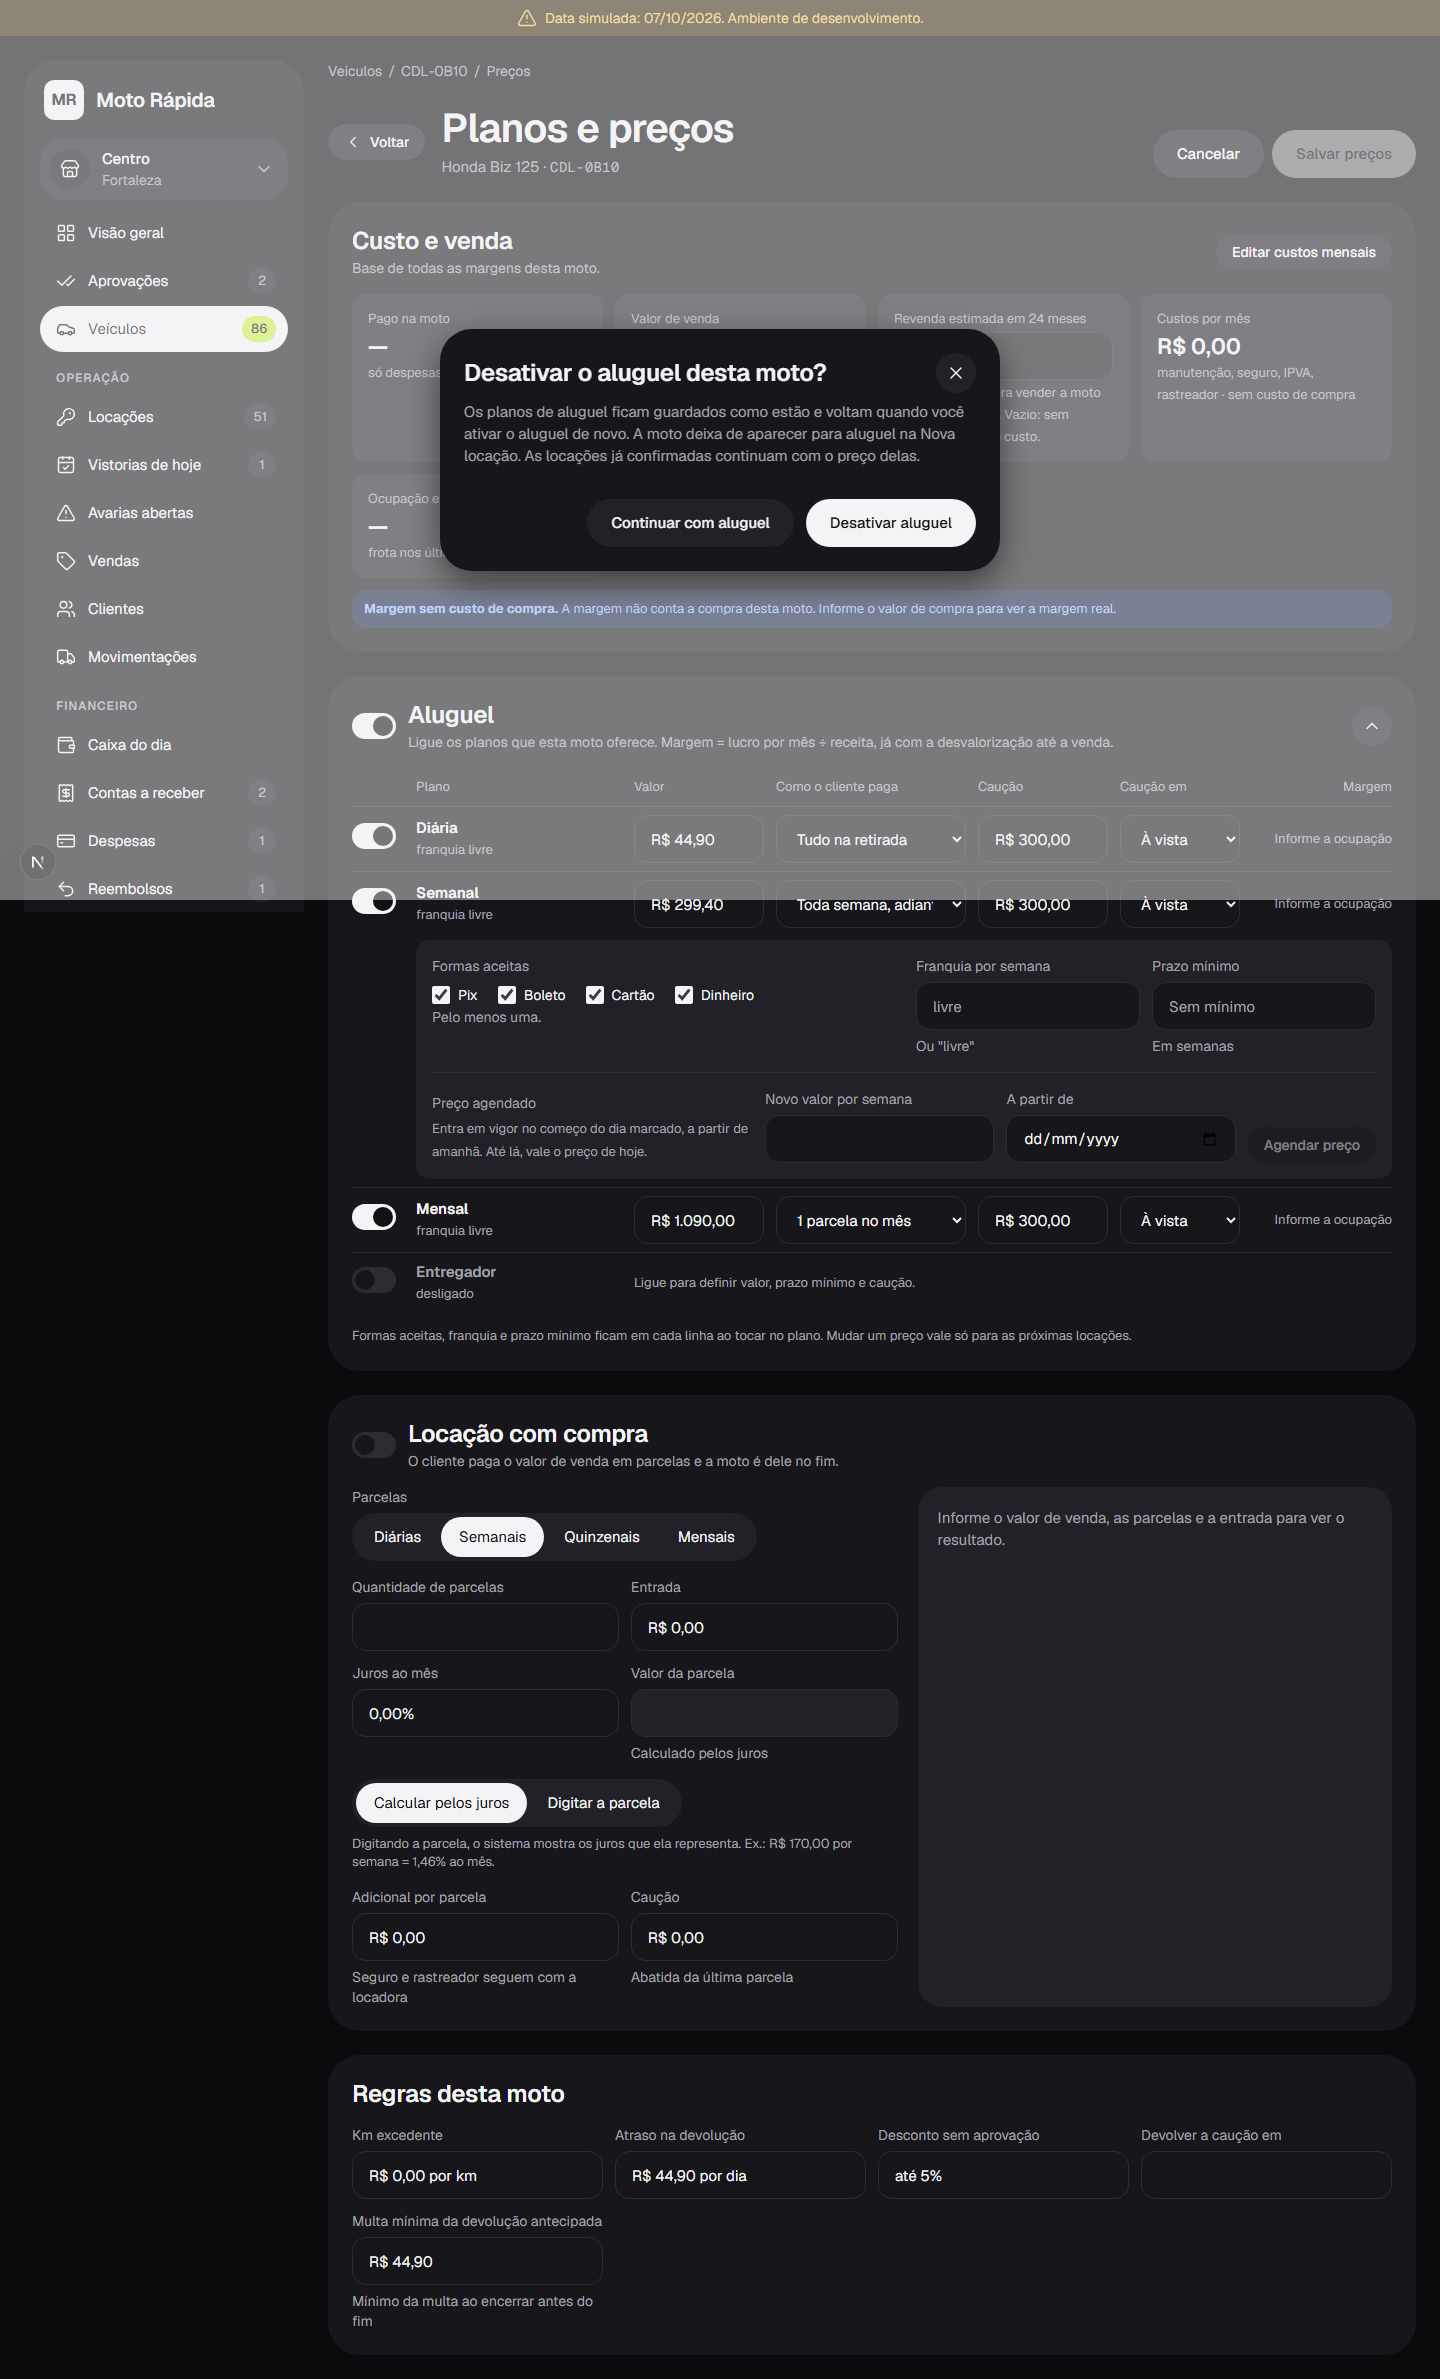 Data simulada: 07/10/2026. Ambiente de desenvolvimento.
MR Moto Rápida
Centro
Fortaleza
Visão geral
Aprovações 2
Veículos 86
OPERAÇÃO
Locações 51
Vistorias de hoje 1
Avarias abertas
Vendas
Clientes
Movimentações
FINANCEIRO
Caixa do dia
Contas a receber 2
Despesas 1
Reembolsos 1
N
Veículos / CDL-0B10 / Preços
Voltar
Planos e preços
Honda Biz 125 · CDL-0B10
Cancelar
Salvar preços
Custo e venda
Base de todas as margens desta moto.
Editar custos mensais
Pago na moto
—
só despesas
Valor de venda
Revenda estimada em 24 meses
ra vender a moto
. Vazio: sem
custo.
Custos por mês
R$ 0,00
manutenção, seguro, IPVA,
rastreador · sem custo de compra
Ocupação e
—
frota nos últi
Desativar o aluguel desta moto?
Os planos de aluguel ficam guardados como estão e voltam quando você
ativar o aluguel de novo. A moto deixa de aparecer para aluguel na Nova
locação. As locações já confirmadas continuam com o preço delas.
Continuar com aluguel
Desativar aluguel
Margem sem custo de compra. A margem não conta a compra desta moto. Informe o valor de compra para ver a margem real.
Aluguel
Ligue os planos que esta moto oferece. Margem = lucro por mês ÷ receita, já com a desvalorização até a venda.
Plano Valor Como o cliente paga Caução Caução em Margem
Diária
franquia livre
R$ 44,90 Tudo na retirada R$ 300,00 À vista Informe a ocupação
Semanal
franquia livre
R$ 299,40 Toda semana, adian R$ 300,00 À vista Informe a ocupação
Formas aceitas
Pix Boleto Cartão Dinheiro
Pelo menos uma.
Franquia por semana
livre
Ou "livre"
Prazo mínimo
Sem mínimo
Em semanas
Preço agendado
Entra em vigor no começo do dia marcado, a partir de
amanhã. Até lá, vale o preço de hoje.
Novo valor por semana
A partir de
dd/mm/yyyy
Agendar preço
Mensal
franquia livre
R$ 1.090,00 1 parcela no mês R$ 300,00 À vista Informe a ocupação
Entregador
desligado
Ligue para definir valor, prazo mínimo e caução.
Formas aceitas, franquia e prazo mínimo ficam em cada linha ao tocar no plano. Mudar um preço vale só para as próximas locações.
Locação com compra
O cliente paga o valor de venda em parcelas e a moto é dele no fim.
Parcelas
Diárias Semanais Quinzenais Mensais
Quantidade de parcelas
Entrada
R$ 0,00
Juros ao mês
0,00%
Valor da parcela
Calculado pelos juros
Calcular pelos juros Digitar a parcela
Digitando a parcela, o sistema mostra os juros que ela representa. Ex.: R$ 170,00 por
semana = 1,46% ao mês.
Adicional por parcela
R$ 0,00
Seguro e rastreador seguem com a
locadora
Caução
R$ 0,00
Abatida da última parcela
Informe o valor de venda, as parcelas e a entrada para ver o
resultado.
Regras desta moto
Km excedente
R$ 0,00 por km
Atraso na devolução
R$ 44,90 por dia
Desconto sem aprovação
até 5%
Devolver a caução em
Multa mínima da devolução antecipada
R$ 44,90
Mínimo da multa ao encerrar antes do
fim